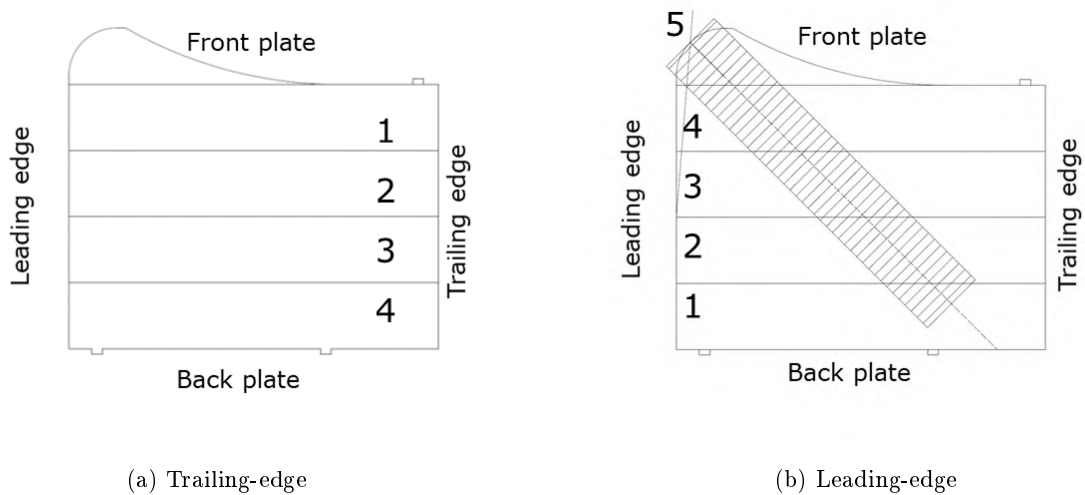 Front plate
Leading edge
1
2
3
4
Trailing edge
Back plate
(a) Trailing-edge
5
Front plate
Leading edge
4
3
2
1
Trailing edge
Back plate
(b) Leading-edge